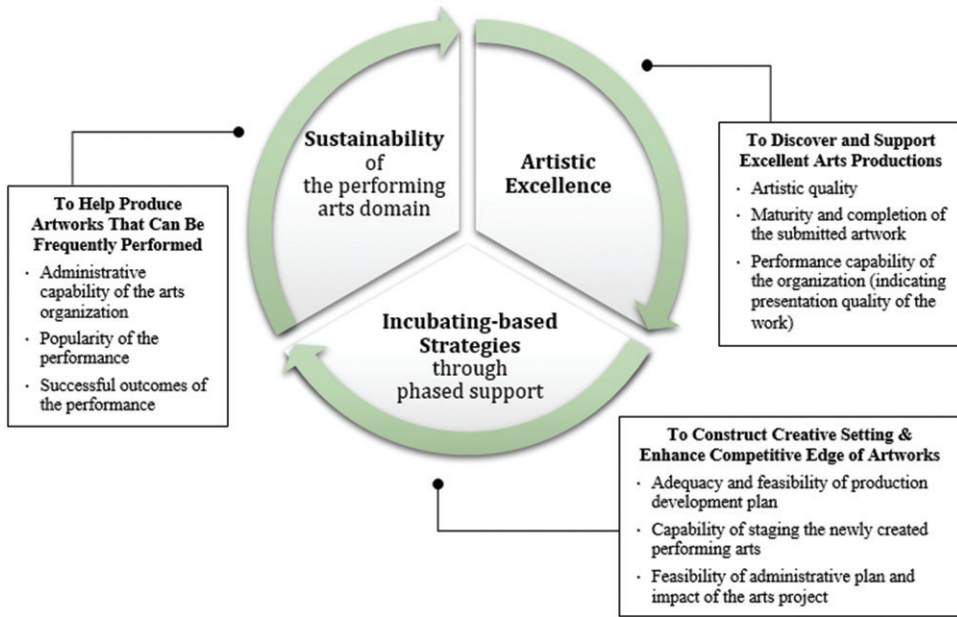 Sustainability
of
the performing
arts domain
Artistic
Excellence
Incubating-based
Strategies
through
phased support
To Help Produce
Artworks That Can Be
Frequently Performed
· Administrative
capability of the arts
organization
· Popularity of the
performance
· Successful outcomes of
the performance
To Discover and Support
Excellent Arts Productions
· Artistic quality
· Maturity and completion of
the submitted artwork
· Performance capability of
the organization (indicating
presentation quality of the
work)
To Construct Creative Setting &
Enhance Competitive Edge of Artworks
· Adequacy and feasibility of production
development plan
· Capability of staging the newly created
performing arts
· Feasibility of administrative plan and
impact of the arts project